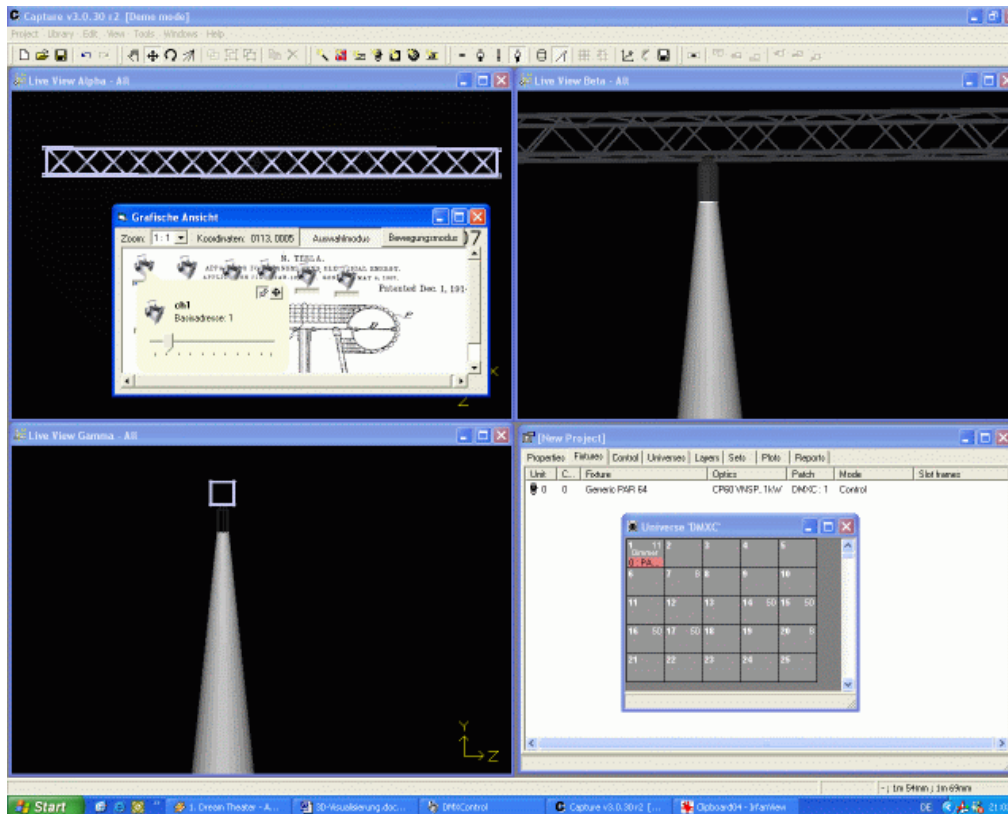 Capture v3.0.30 r2 [Demo mode]
Project Library Edit View Tools Windows Help
Live View Alpha - All
Live View Beta - All
Grafische Ansicht
Zoom: 1:1 Koordinaten: 0113, 0005 Auswahlmodus Bewegungsmodus
N. TESLA.
Patented Dec. 1, 191
ch1
Basisadresse: 1
Z
Live View Gamma - All
Y
Z
[New Project]
Properties Fixtures Control Universes Layers Sets Plots Reports
Unit C... Fixture Optics Patch Mode Slot frames
0 0 Generic PAR 64 CP60 VNSP, 1kW DMXC : 1 Control
Universe 'DMXC'
1 11 2 3 4 5
Dimmer
0 : PA...
6 7 8 8 9 10
11 12 13 14 50 15 50
16 50 17 50 18 19 20 8
21 22 23 24 25
- ; 1m 54mm ; 1m 69mm
Start 1. Dream Theater - A... 3D-Visualisierung.doc... DMXControl Capture v3.0.30 r2 [... Clipboard04 - IrfanView DE